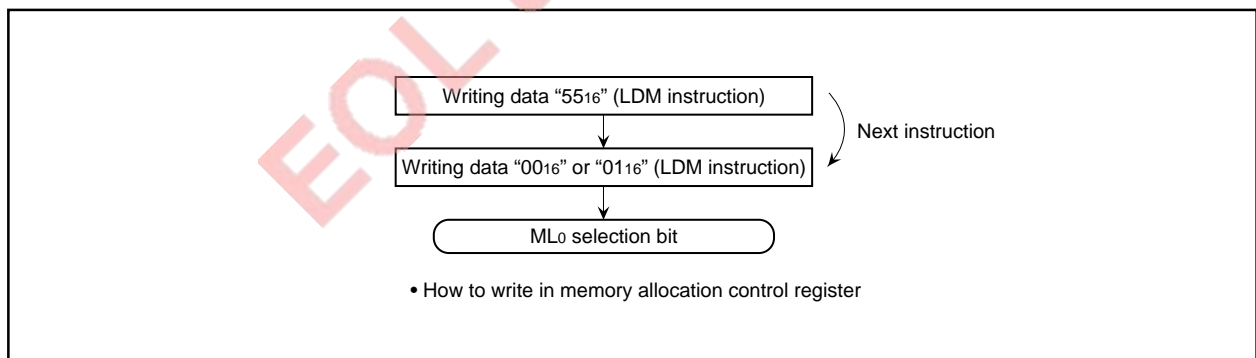 EOL
Writing data “5516” (LDM instruction)
Next instruction
Writing data “0016” or “0116” (LDM instruction)
ML0 selection bit
• How to write in memory allocation control register